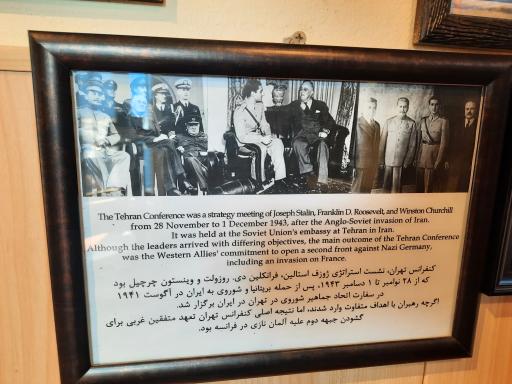 The Tehran Conference was a strategy meeting of Joseph Stalin, Franklin D. Roosevelt, and Winston Churchill
from 28 November to 1 December 1943, after the Anglo-Soviet invasion of Iran.
It was held at the Soviet Union's embassy at Tehran in Iran.
Although the leaders arrived with differing objectives, the main outcome of the Tehran Conference
was the Western Allies' commitment to open a second front against Nazi Germany,
including an invasion on France.
کنفرانس تهران، نشست استراتژی ژوزف استالین، فرانکلین دی. روزولت و وینستون چرچیل بود
که از ۲۸ نوامبر تا ۱ دسامبر ۱۹۴۳، پس از حمله بریتانیا و شوروی به ایران در آگوست ۱۹۴۱
در سفارت اتحاد جماهیر شوروی در تهران در ایران برگزار شد.
اگرچه رهبران با اهداف متفاوت وارد شدند، اما نتیجه اصلی کنفرانس تهران تعهد متفقین غربی برای
گشودن جبهه دوم علیه آلمان نازی در فرانسه بود.